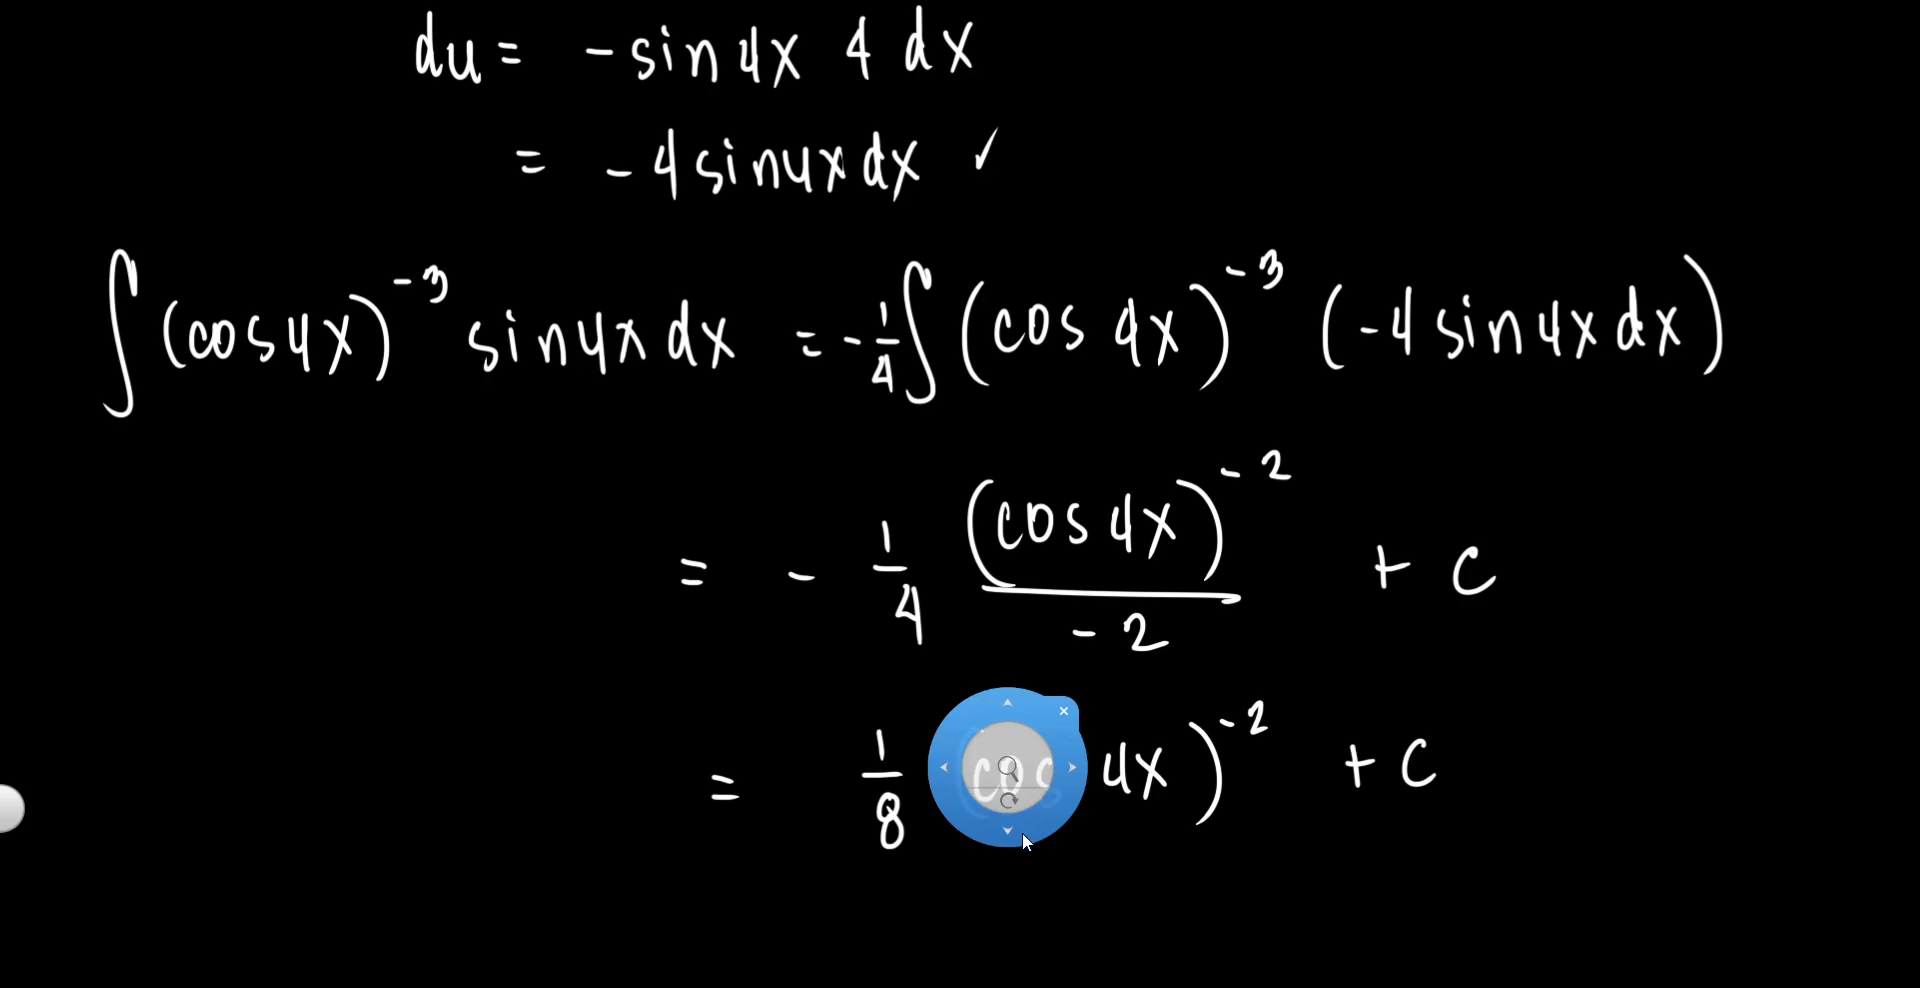 du = - sin 4x 4 dx
= - 4 sin 4x dx ✓
∫ (cos 4x)^-3 sin 4x dx = - 1/4 ∫ (cos 4x)^-3 (-4 sin 4x dx)
= - 1/4 (cos 4x)^-2 / -2 + C
= 1/8 (cos 4x)^-2 + C